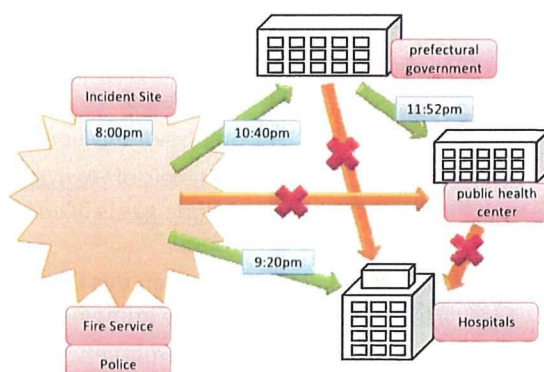 prefectural
government
Incident Site
8:00pm
10:40pm
11:52pm
public health
center
9:20pm
Fire Service
Police
Hospitals